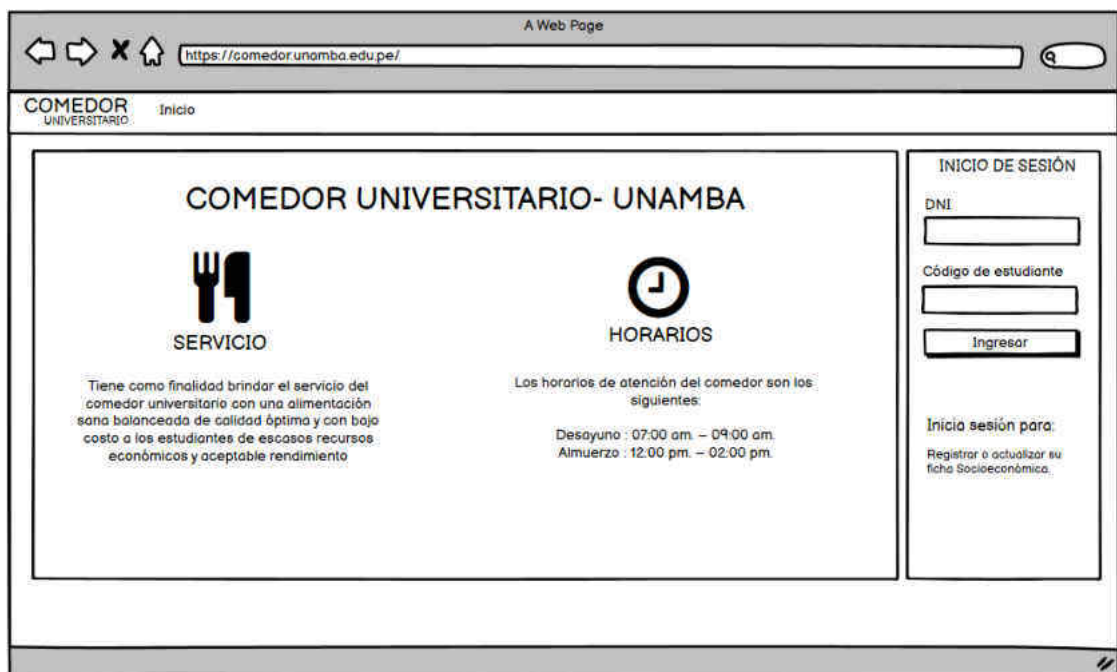 A Web Page
https://comedor.unamba.edu.pe/
COMEDOR
UNIVERSITARIO
Inicio
COMEDOR UNIVERSITARIO- UNAMBA
SERVICIO
Tiene como finalidad brindar el servicio del
comedor universitario con una alimentación
sana balanceada de calidad óptima y con bajo
costo a los estudiantes de escasos recursos
económicos y aceptable rendimiento
HORARIOS
Los horarios de atención del comedor son los
siguientes:
Desayuno : 07:00 am. – 09:00 am.
Almuerzo : 12:00 pm. – 02:00 pm.
INICIO DE SESIÓN
DNI
Código de estudiante
Ingresar
Inicia sesión para:
Registrar o actualizar su
ficha Socioeconómica.